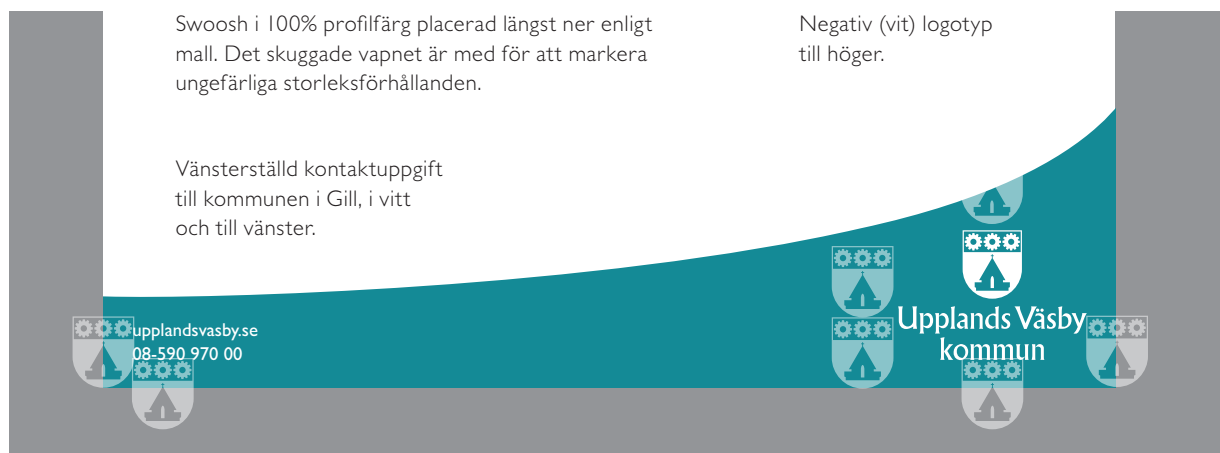 Swoosh i 100% profilfärg placerad längst ner enligt
mall. Det skuggade vapnet är med för att markera
ungefärliga storleksförhållanden.
Negativ (vit) logotyp
till höger.
Vänsterställd kontaktuppgift
till kommunen i Gill, i vitt
och till vänster.
upplandsvasby.se
08-590 970 00
Upplands Väsby
kommun